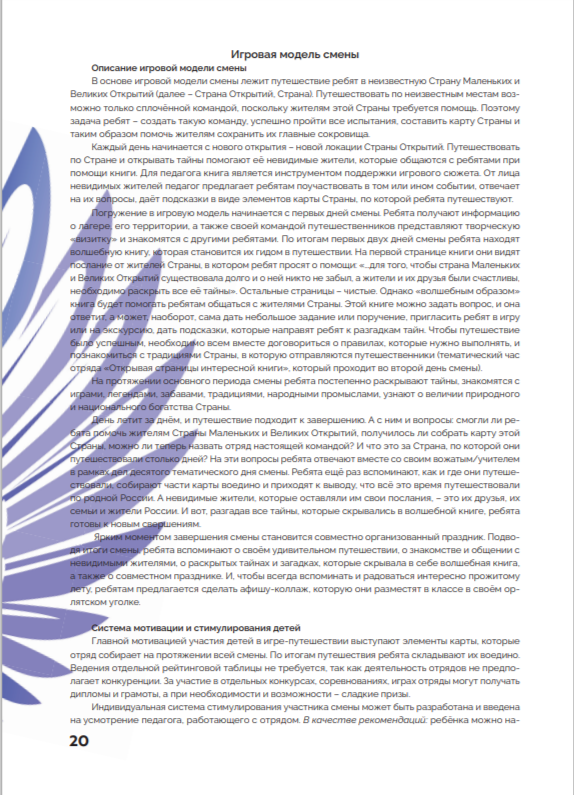 Игровая модель смены
Описание игровой модели смены
В основе игровой модели смены лежит путешествие ребят в неизвестную Страну Маленьких и
Великих Открытий (далее – Страна Открытий, Страна). Путешествовать по неизвестным местам воз-
можно только сплочённой командой, поскольку жителям этой Страны требуется помощь. Поэтому
задача ребят – создать такую команду, успешно пройти все испытания, составить карту Страны и
таким образом помочь жителям сохранить их главные сокровища.
Каждый день начинается с нового открытия – новой локации Страны Открытий. Путешествовать
по Стране и открывать тайны помогают её невидимые жители, которые общаются с ребятами при
помощи книги. Для педагога книга является инструментом поддержки игрового сюжета. От лица
невидимых жителей педагог предлагает ребятам поучаствовать в том или ином событии, отвечает
на их вопросы, даёт подсказки в виде элементов карты Страны, по которой ребята путешествуют.
Погружение в игровую модель начинается с первых дней смены. Ребята получают информацию
о лагере, его территории, а также своей командой путешественников представляют творческую
«визитку» и знакомятся с другими ребятами. По итогам первых двух дней смены ребята находят
волшебную книгу, которая становится их гидом в путешествии. На первой странице книги они видят
послание от жителей Страны, в котором ребят просят о помощи: «...для того, чтобы страна Маленьких
и Великих Открытий существовала долго и о ней никто не забыл, а жители и их друзья были счастливы,
необходимо раскрыть все её тайны». Остальные страницы – чистые. Однако «волшебным образом»
книга будет помогать ребятам общаться с жителями Страны. Этой книге можно задать вопрос, и она
ответит, а может, наоборот, сама дать небольшое задание или поручение, пригласить ребят в игру
или на экскурсию, дать подсказки, которые направят ребят к разгадкам тайн. Чтобы путешествие
было успешным, необходимо всем вместе договориться о правилах, которые нужно выполнять, и
познакомиться с традициями Страны, в которую отправляются путешественники (тематический час
отряда «Открывая страницы интересной книги», который проходит во второй день смены).
На протяжении основного периода смены ребята постепенно раскрывают тайны, знакомятся с
играми, легендами, забавами, традициями, народными промыслами, узнают о величии природного
и национального богатства Страны.
День летит за днём, и путешествие подходит к завершению. А с ним и вопросы: смогли ли ре-
бята помочь жителям Страны Маленьких и Великих Открытий, получилось ли собрать карту этой
Страны, можно ли теперь назвать отряд настоящей командой? И что это за Страна, по которой они
путешествовали столько дней? На эти вопросы ребята отвечают вместе со своим вожатым/учителем
в рамках дел десятого тематического дня смены. Ребята ещё раз вспоминают, как и где они путеше-
ствовали, собирают части карты воедино и приходят к выводу, что всё это время путешествовали
по родной России. А невидимые жители, которые оставляли им свои послания, – это их друзья, их
семьи и жители России. И вот, разгадав все тайны, которые скрывались в волшебной книге, ребята
готовы к новым свершениям.
Ярким моментом завершения смены становится совместно организованный праздник. Подво-
дя итоги смены, ребята вспоминают о своём удивительном путешествии, о знакомстве и общении с
невидимыми жителями, о раскрытых тайнах и загадках, которые скрывала в себе волшебная книга,
а также о совместном празднике. И, чтобы всегда вспоминать и радоваться интересно прожитому
лету, ребятам предлагается сделать афишу-коллаж, которую они разместят в классе в своём ор-
лятском уголке.
Система мотивации и стимулирования детей
Главной мотивацией участия детей в игре-путешествии выступают элементы карты, которые
отряд собирает на протяжении всей смены. По итогам путешествия ребята складывают их воедино.
Ведения отдельной рейтинговой таблицы не требуется, так как деятельность отрядов не предпо-
лагает конкуренции. За участие в отдельных конкурсах, соревнованиях, играх отряды могут получать
дипломы и грамоты, а при необходимости и возможности – сладкие призы.
Индивидуальная система стимулирования участника смены может быть разработана и введена
на усмотрение педагога, работающего с отрядом. В качестве рекомендаций: ребёнка можно на-
20